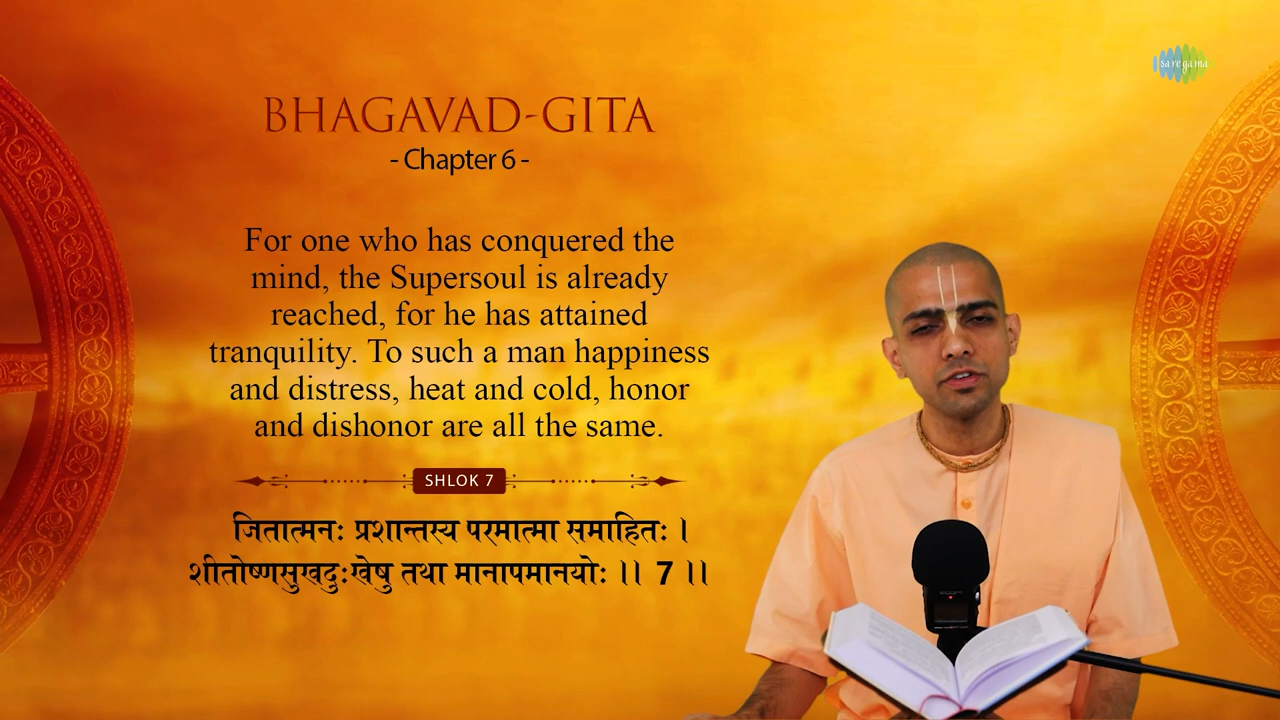 saregama
BHAGAVAD-GITA
- Chapter 6 -
For one who has conquered the
mind, the Supersoul is already
reached, for he has attained
tranquility. To such a man happiness
and distress, heat and cold, honor
and dishonor are all the same.
SHLOK 7
जितात्मनः प्रशान्तस्य परमात्मा समाहितः ।
शीतोष्णसुखदुःखेषु तथा मानापमानयोः ।। 7 ।।